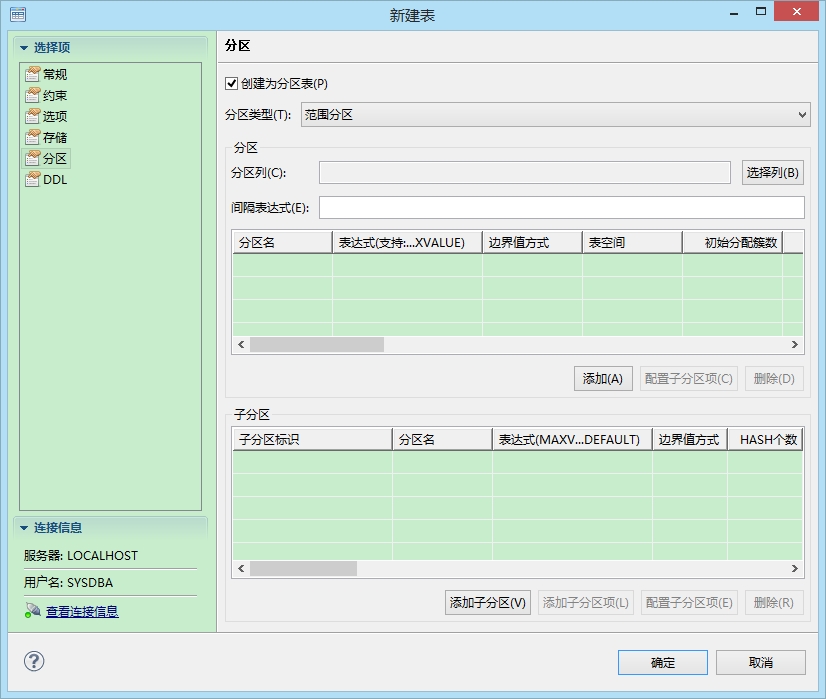 新建表
选择项
常规
约束
选项
存储
分区
DDL
连接信息
服务器: LOCALHOST
用户名: SYSDBA
查看连接信息
分区
创建为分区表(P)
分区类型(T): 范围分区
分区
分区列(C): 选择列(B)
间隔表达式(E):
分区名 表达式(支持:...XVALUE) 边界值方式 表空间 初始分配簇数
添加(A) 配置子分区项(C) 删除(D)
子分区
子分区标识 分区名 表达式(MAXV...DEFAULT) 边界值方式 HASH个数
添加子分区(V) 添加子分区项(L) 配置子分区项(E) 删除(R)
确定 取消